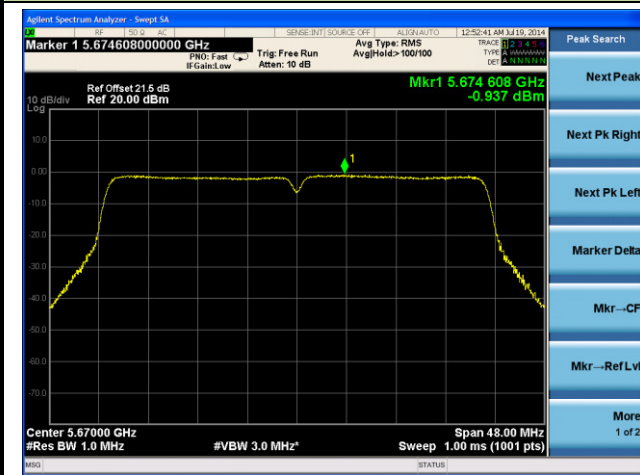 Agilent Spectrum Analyzer - Swept SA
RF 50 Ω AC SENSE:INT SOURCE OFF ALIGNAUTO 12:52:41 AM Jul 19, 2014
Marker 1 5.674608000000 GHz
PNO: Fast
IFGain:Low
Trig: Free Run
Atten: 10 dB
Avg Type: RMS
Avg|Hold:>100/100
TRACE 1 2 3 4 5 6
TYPE A WWWWW
DET A N N N N N
Peak Search
Ref Offset 21.5 dB
10 dB/div Ref 20.00 dBm
Log
Mkr1 5.674 608 GHz
-0.937 dBm
10.0
0.00
-10.0
-20.0
-30.0
-40.0
-50.0
-60.0
-70.0
1
Center 5.67000 GHz Span 48.00 MHz
#Res BW 1.0 MHz #VBW 3.0 MHz* Sweep 1.00 ms (1001 pts)
MSG STATUS
Next Peak
Next Pk Right
Next Pk Left
Marker Delta
Mkr→CF
Mkr→RefLvl
More
1 of 2